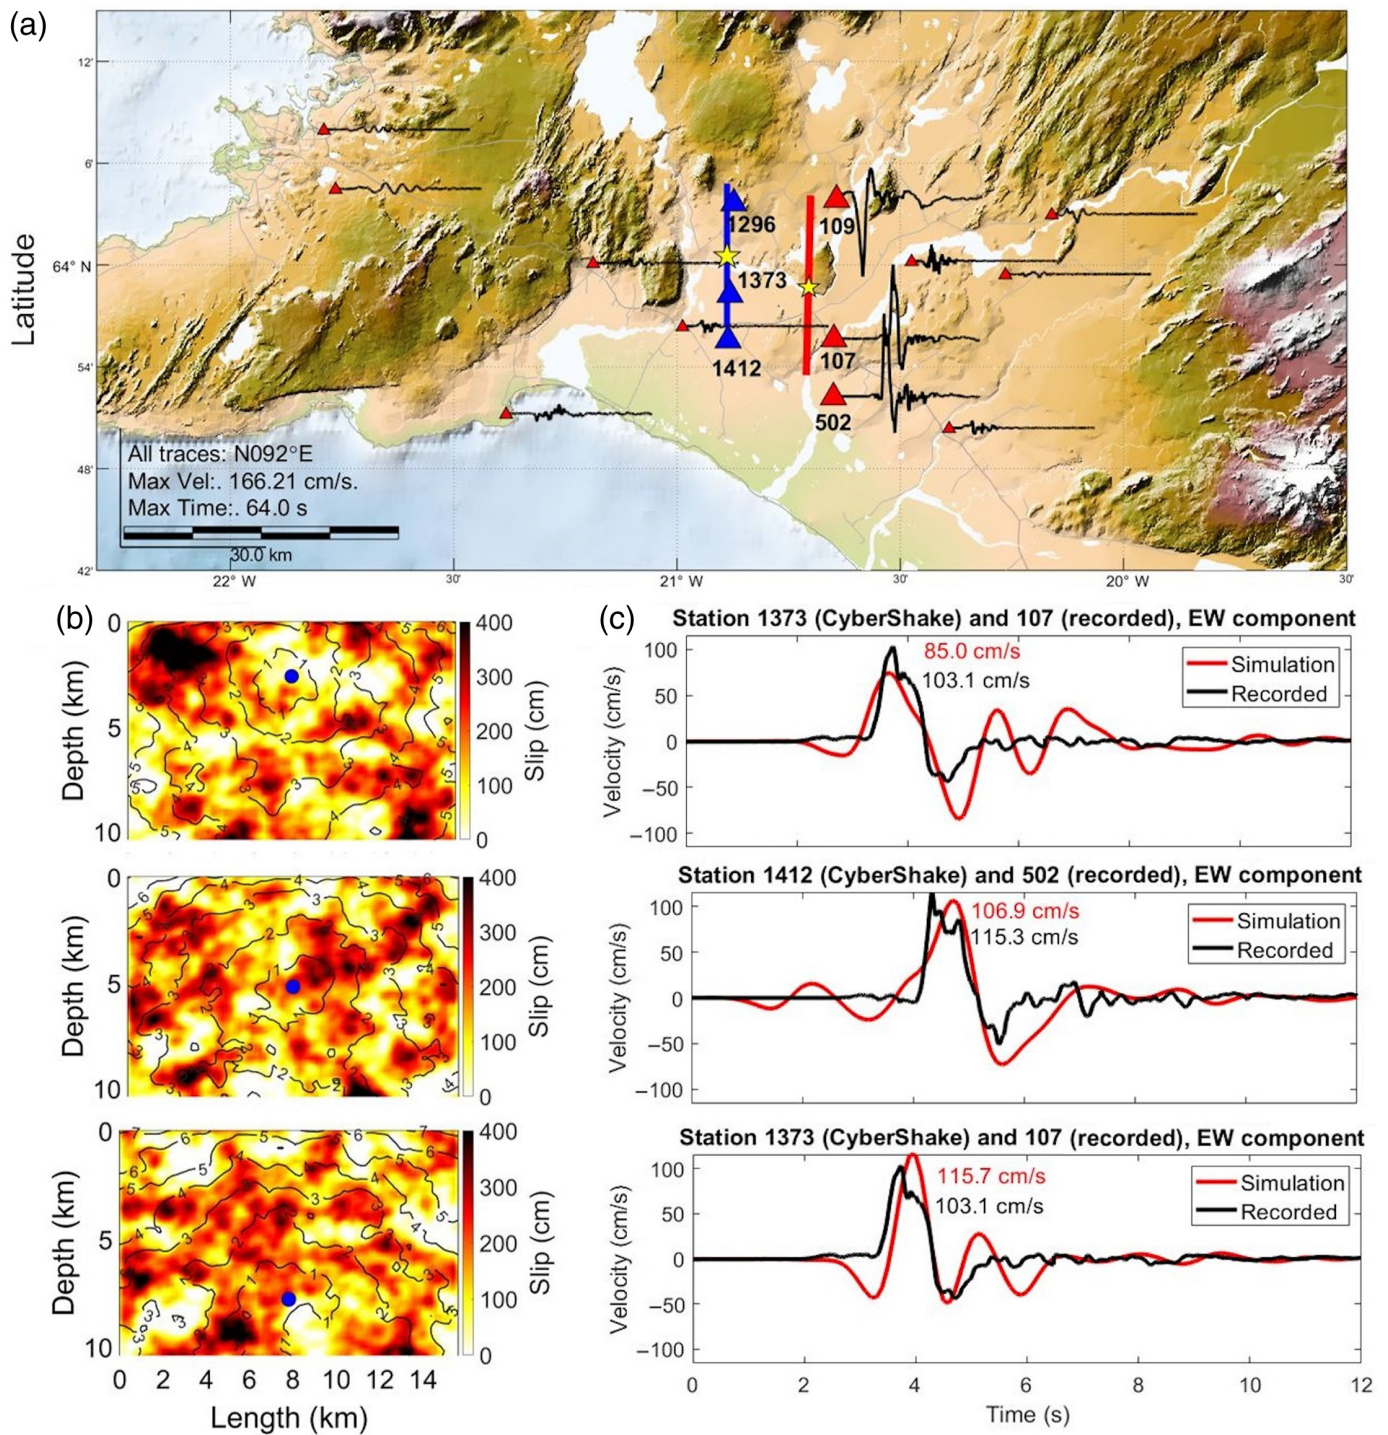 (a)
Latitude
12'
6'
64° N
54'
48'
42'
1296
109
1373
107
1412
502
All traces: N092°E
Max Vel:. 166.21 cm/s.
Max Time:. 64.0 s
30.0 km
22° W
30'
21° W
30'
20° W
30'
(b)
Depth (km)
0
5
10
400
300
200
100
0
Slip (cm)
Depth (km)
0
5
10
400
300
200
100
0
Slip (cm)
Depth (km)
0
5
10
400
300
200
100
0
Slip (cm)
0 2 4 6 8 10 12 14
Length (km)
(c)
Station 1373 (CyberShake) and 107 (recorded), EW component
Velocity (cm/s)
100
50
0
−50
−100
85.0 cm/s
103.1 cm/s
Simulation
Recorded
Station 1412 (CyberShake) and 502 (recorded), EW component
Velocity (cm/s)
100
50
0
−50
−100
106.9 cm/s
115.3 cm/s
Simulation
Recorded
Station 1373 (CyberShake) and 107 (recorded), EW component
Velocity (cm/s)
100
50
0
−50
−100
115.7 cm/s
103.1 cm/s
Simulation
Recorded
0 2 4 6 8 10 12
Time (s)